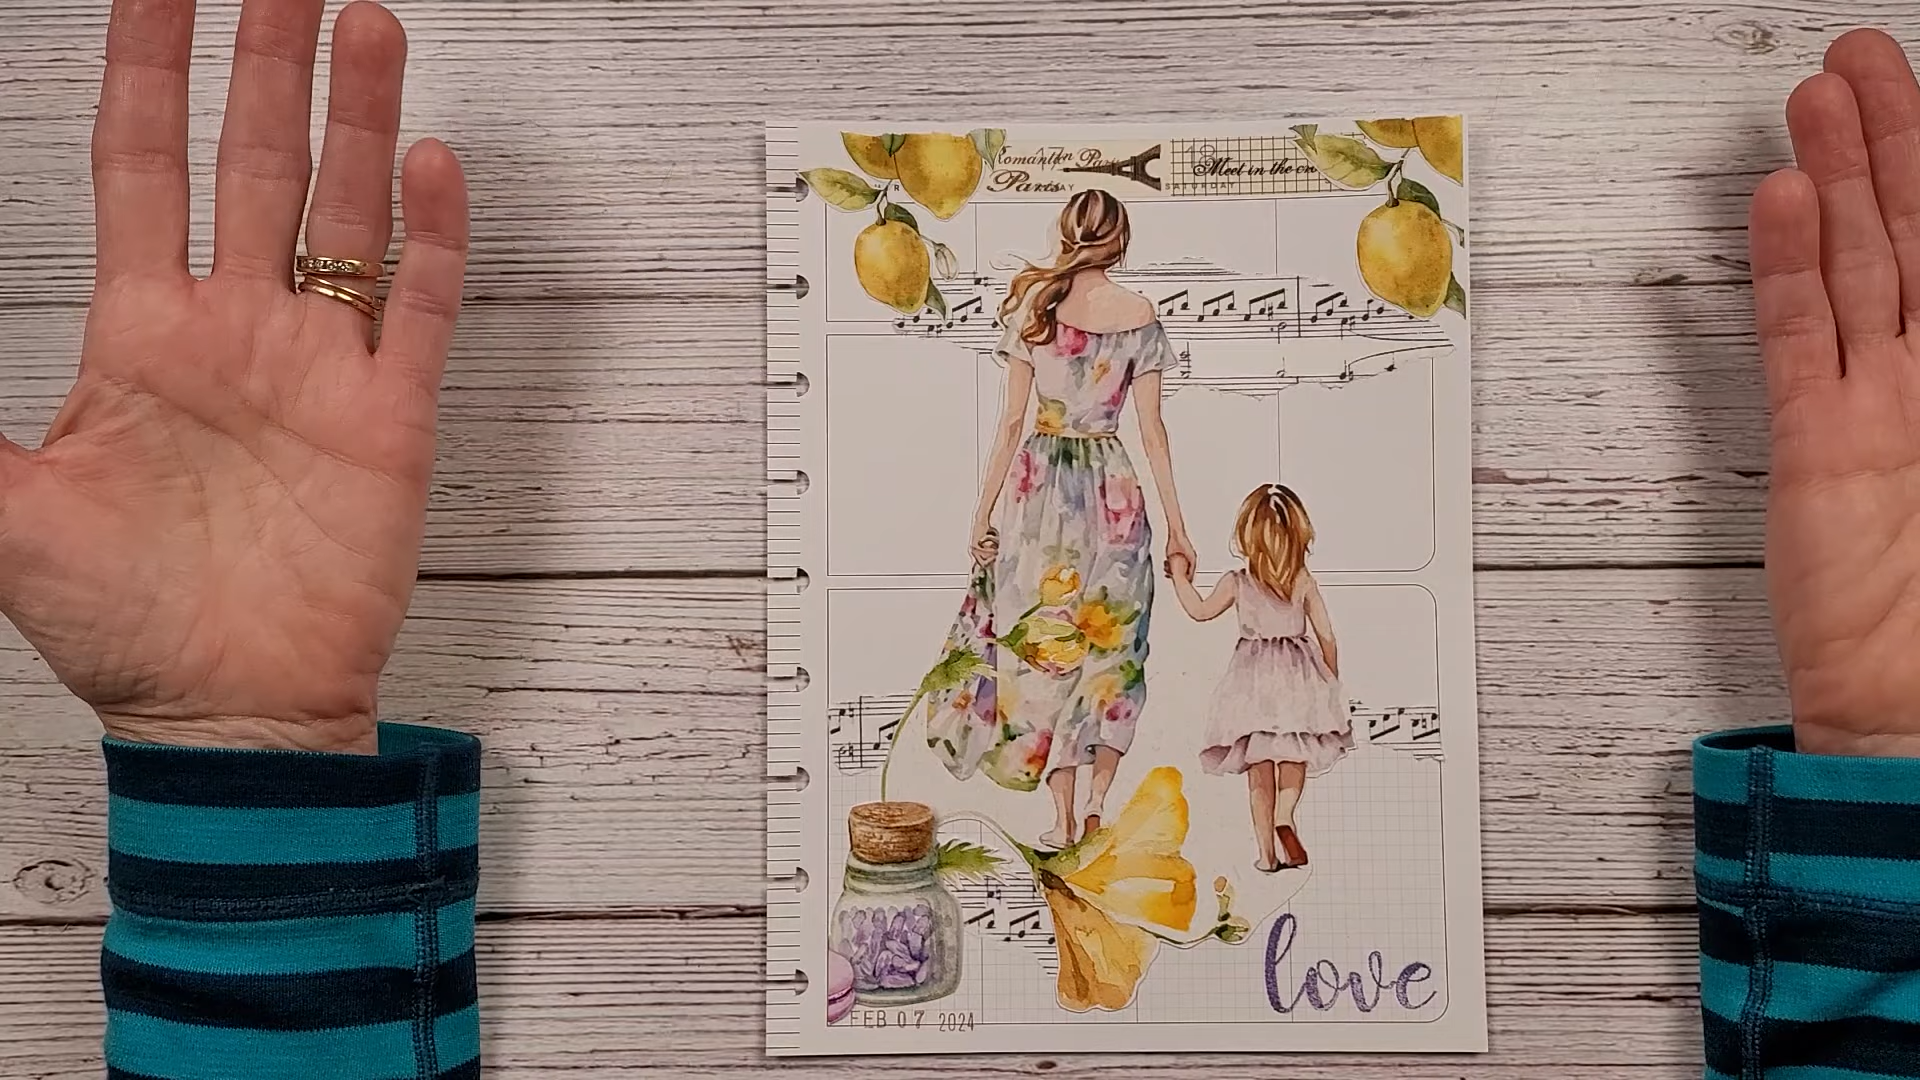 Romantic Paris
Meet in the
Paris
SATURDAY
love
FEB 07 2024